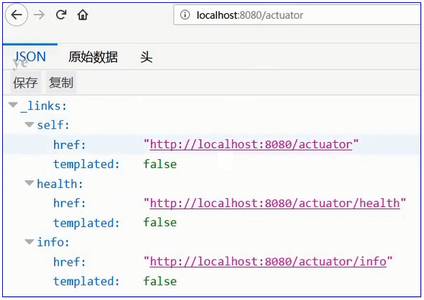 localhost:8080/actuator
JSON 原始数据 头
保存 复制
_links:
self:
href: "http://localhost:8080/actuator"
templated: false
health:
href: "http://localhost:8080/actuator/health"
templated: false
info:
href: "http://localhost:8080/actuator/info"
templated: false